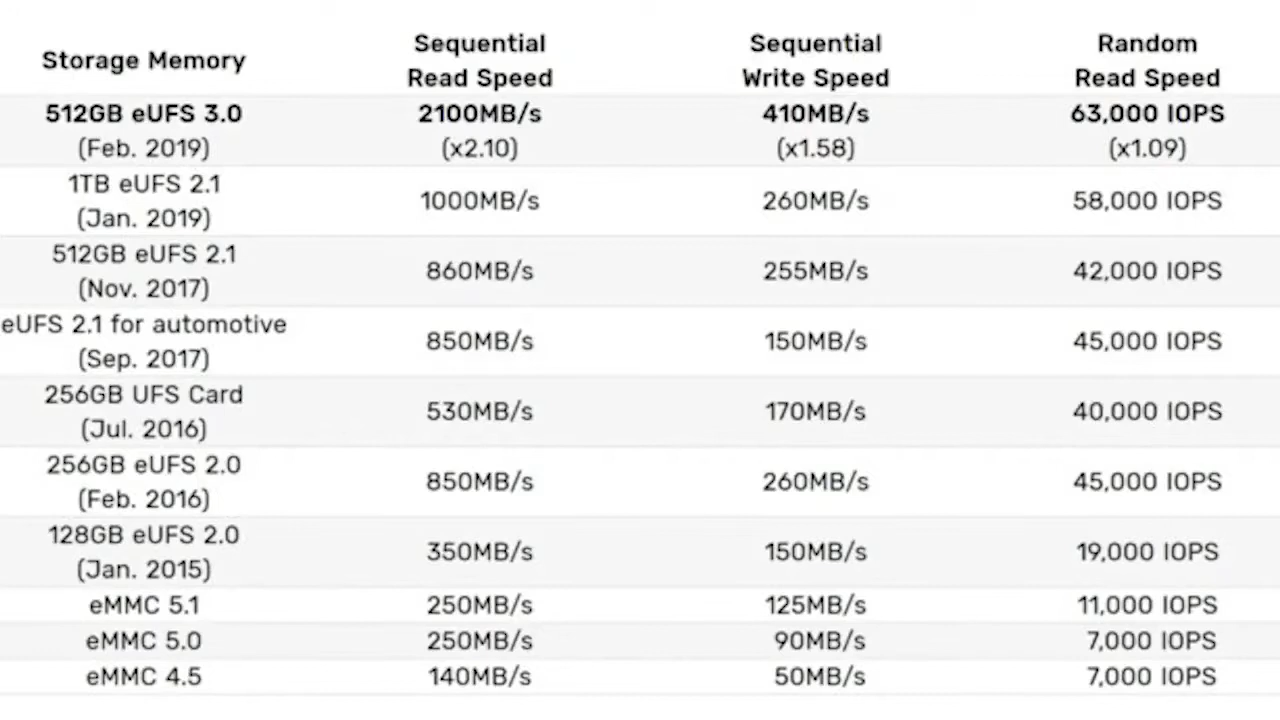 Storage Memory
Sequential
Read Speed
Sequential
Write Speed
Random
Read Speed
512GB eUFS 3.0
(Feb. 2019)
2100MB/s
(x2.10)
410MB/s
(x1.58)
63,000 IOPS
(x1.09)
1TB eUFS 2.1
(Jan. 2019)
1000MB/s
260MB/s
58,000 IOPS
512GB eUFS 2.1
(Nov. 2017)
860MB/s
255MB/s
42,000 IOPS
eUFS 2.1 for automotive
(Sep. 2017)
850MB/s
150MB/s
45,000 IOPS
256GB UFS Card
(Jul. 2016)
530MB/s
170MB/s
40,000 IOPS
256GB eUFS 2.0
(Feb. 2016)
850MB/s
260MB/s
45,000 IOPS
128GB eUFS 2.0
(Jan. 2015)
350MB/s
150MB/s
19,000 IOPS
eMMC 5.1
250MB/s
125MB/s
11,000 IOPS
eMMC 5.0
250MB/s
90MB/s
7,000 IOPS
eMMC 4.5
140MB/s
50MB/s
7,000 IOPS